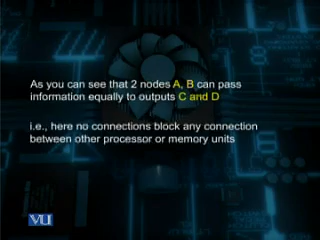 As you can see that 2 nodes A, B can pass
information equally to outputs C and D
i.e., here no connections block any connection
between other processor or memory units
VU